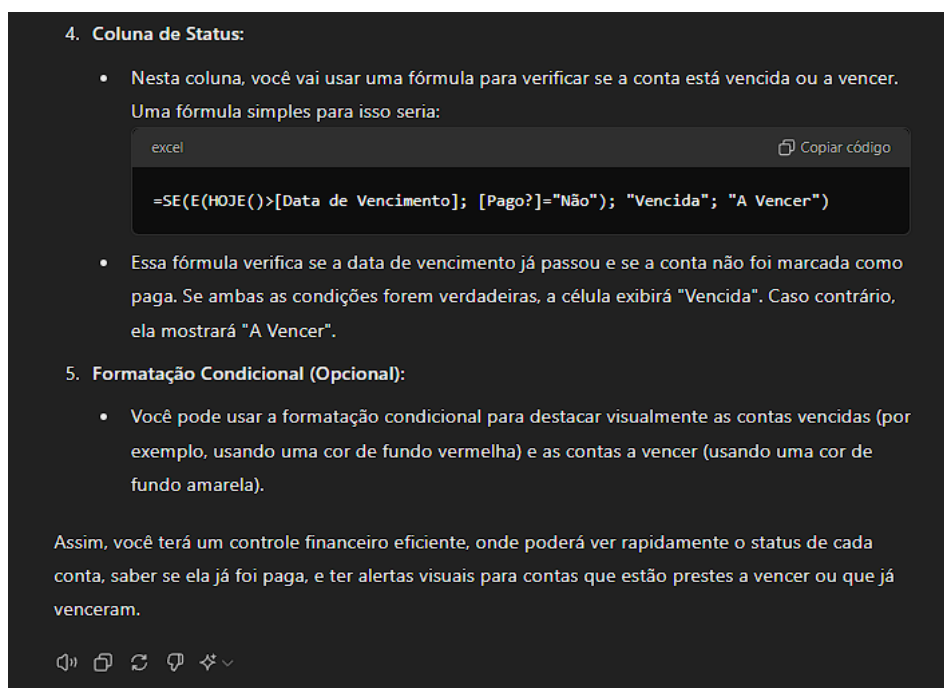 4. Coluna de Status:
• Nesta coluna, você vai usar uma fórmula para verificar se a conta está vencida ou a vencer.
Uma fórmula simples para isso seria:
excel
Copiar código
=SE(E(HOJE()>[Data de Vencimento]; [Pago?]="Não"); "Vencida"; "A Vencer")
• Essa fórmula verifica se a data de vencimento já passou e se a conta não foi marcada como
paga. Se ambas as condições forem verdadeiras, a célula exibirá "Vencida". Caso contrário,
ela mostrará "A Vencer".
5. Formatação Condicional (Opcional):
• Você pode usar a formatação condicional para destacar visualmente as contas vencidas (por
exemplo, usando uma cor de fundo vermelha) e as contas a vencer (usando uma cor de
fundo amarela).
Assim, você terá um controle financeiro eficiente, onde poderá ver rapidamente o status de cada
conta, saber se ela já foi paga, e ter alertas visuais para contas que estão prestes a vencer ou que já
venceram.